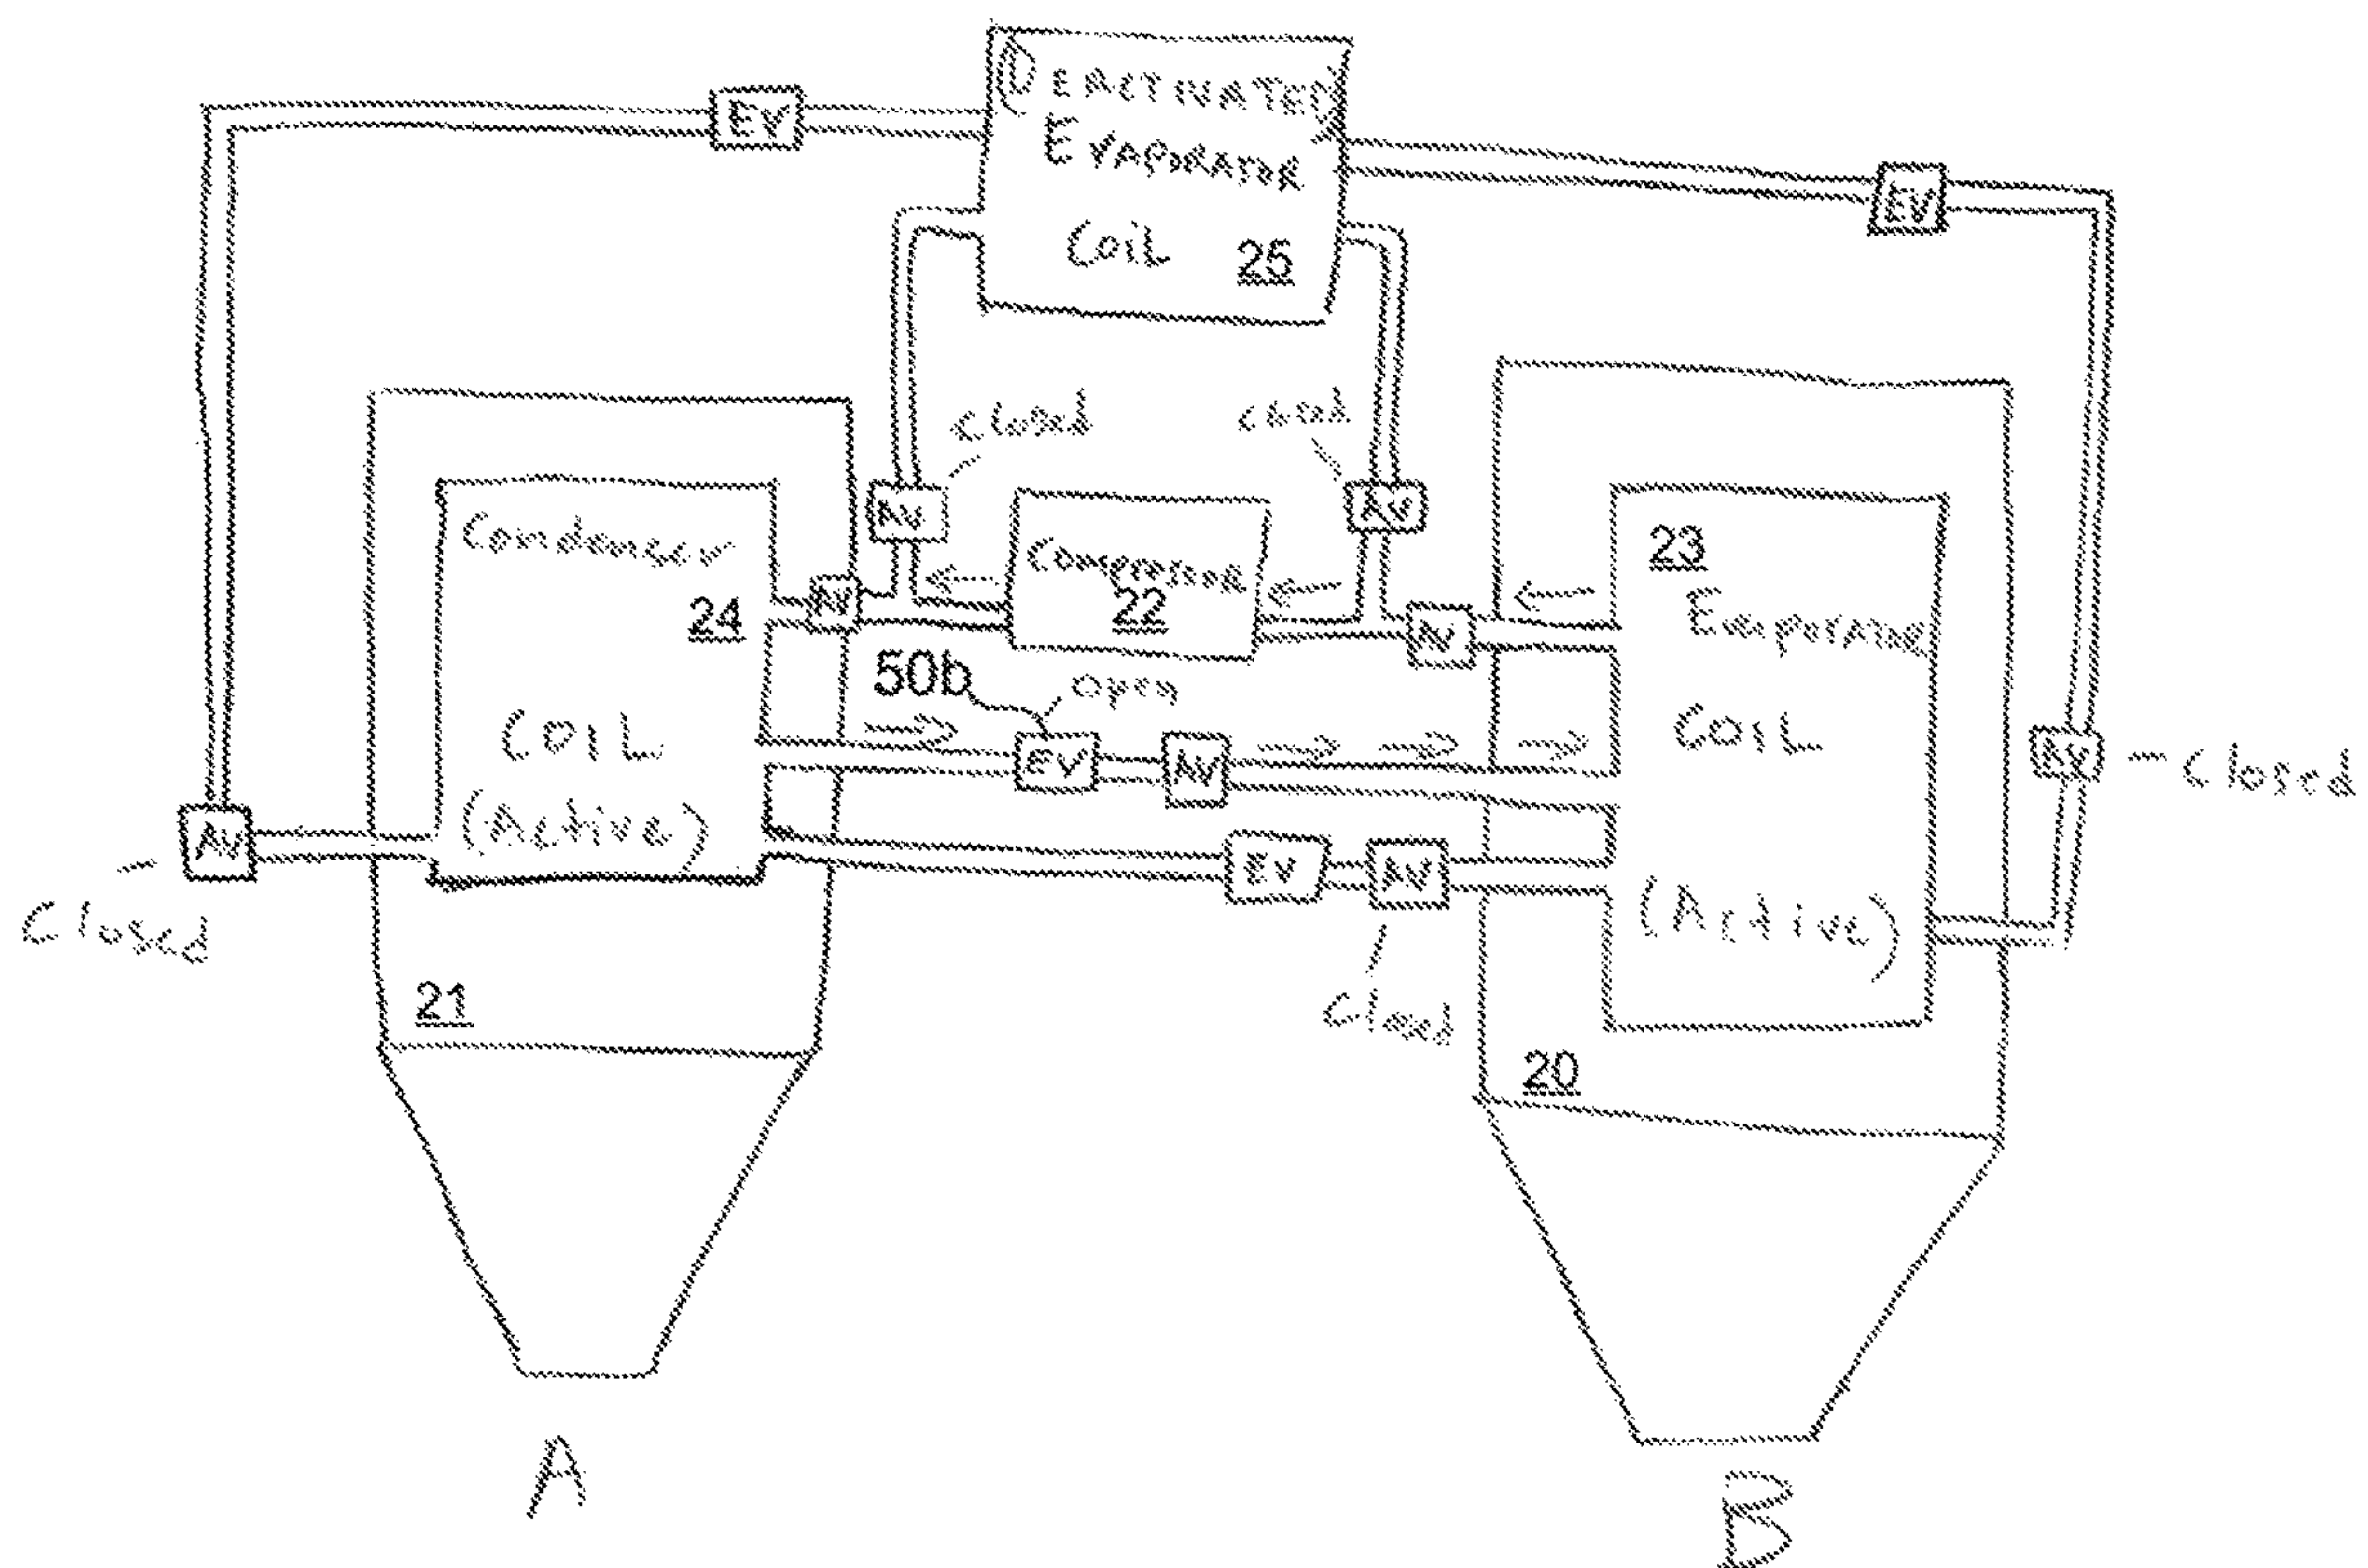 (DEACTIVATED)
EVAPORATOR
COIL 25
EV
EV
closed
closed
AV
AV
Condenser
24
COIL
(Active)
AV
Compressor
22
AV
23
Evaporator
COIL
(Active)
50b
open
EV
AV
AV
- closed
AV
- Closed
EV
AV
Closed
21
20
A
B